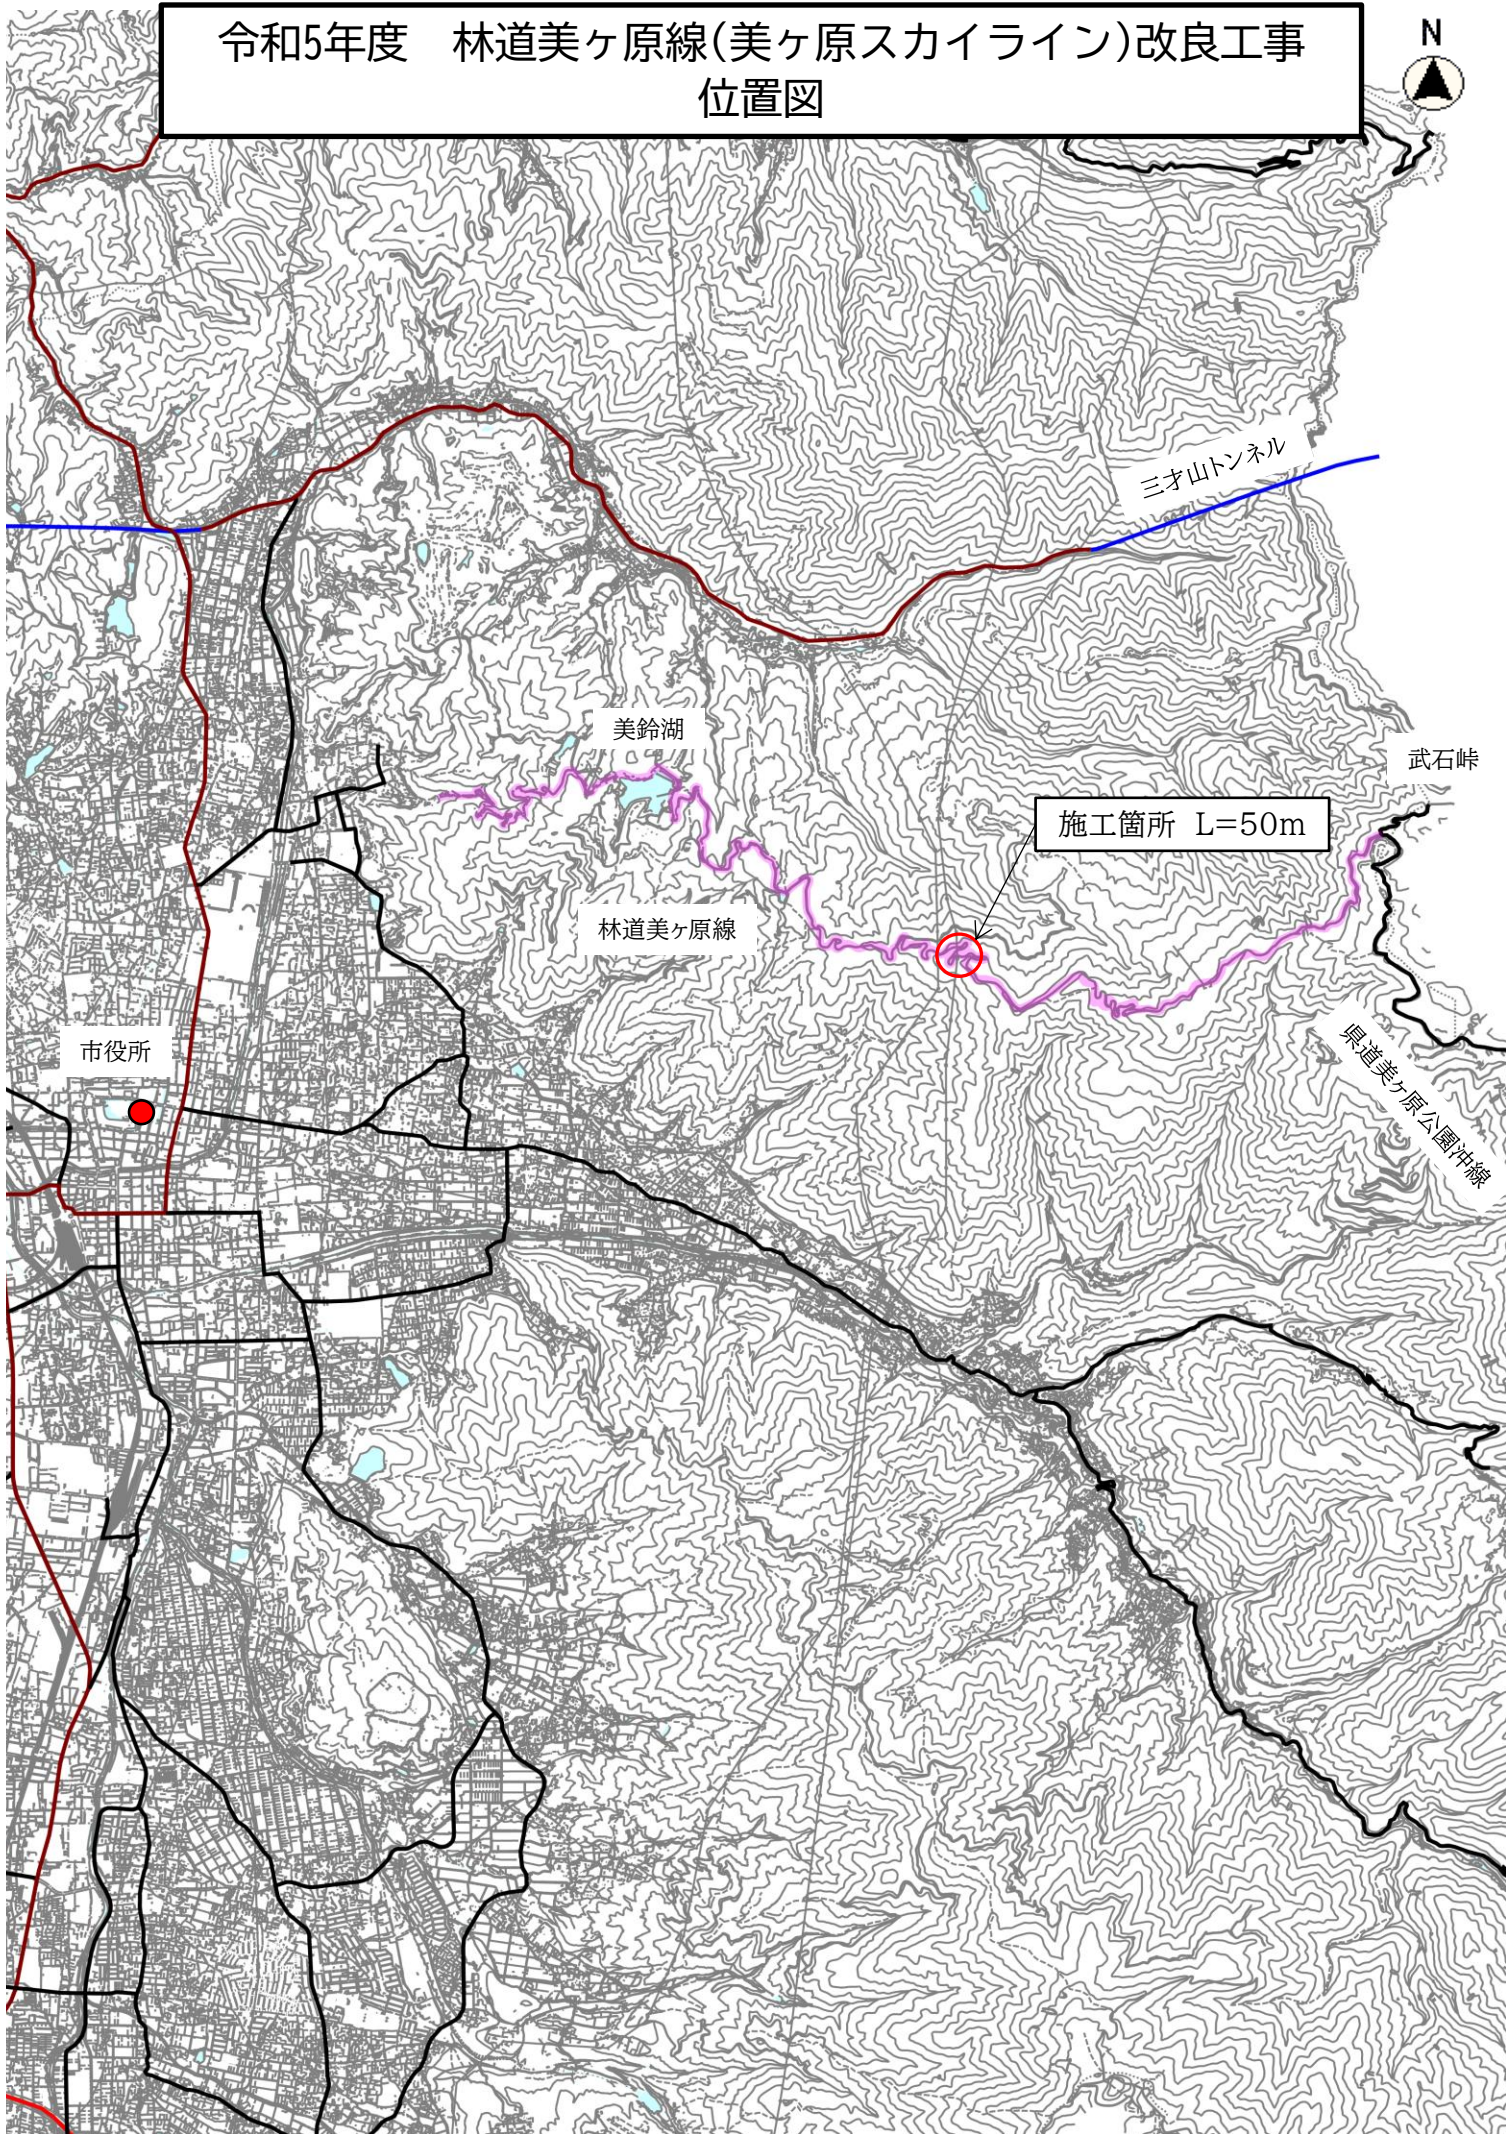 令和5年度　林道美ヶ原線(美ヶ原スカイライン)改良工事
位置図
N
三才山トンネル
美鈴湖
武石峠
施工箇所 L=50m
林道美ヶ原線
市役所
県道美ヶ原公園沖線